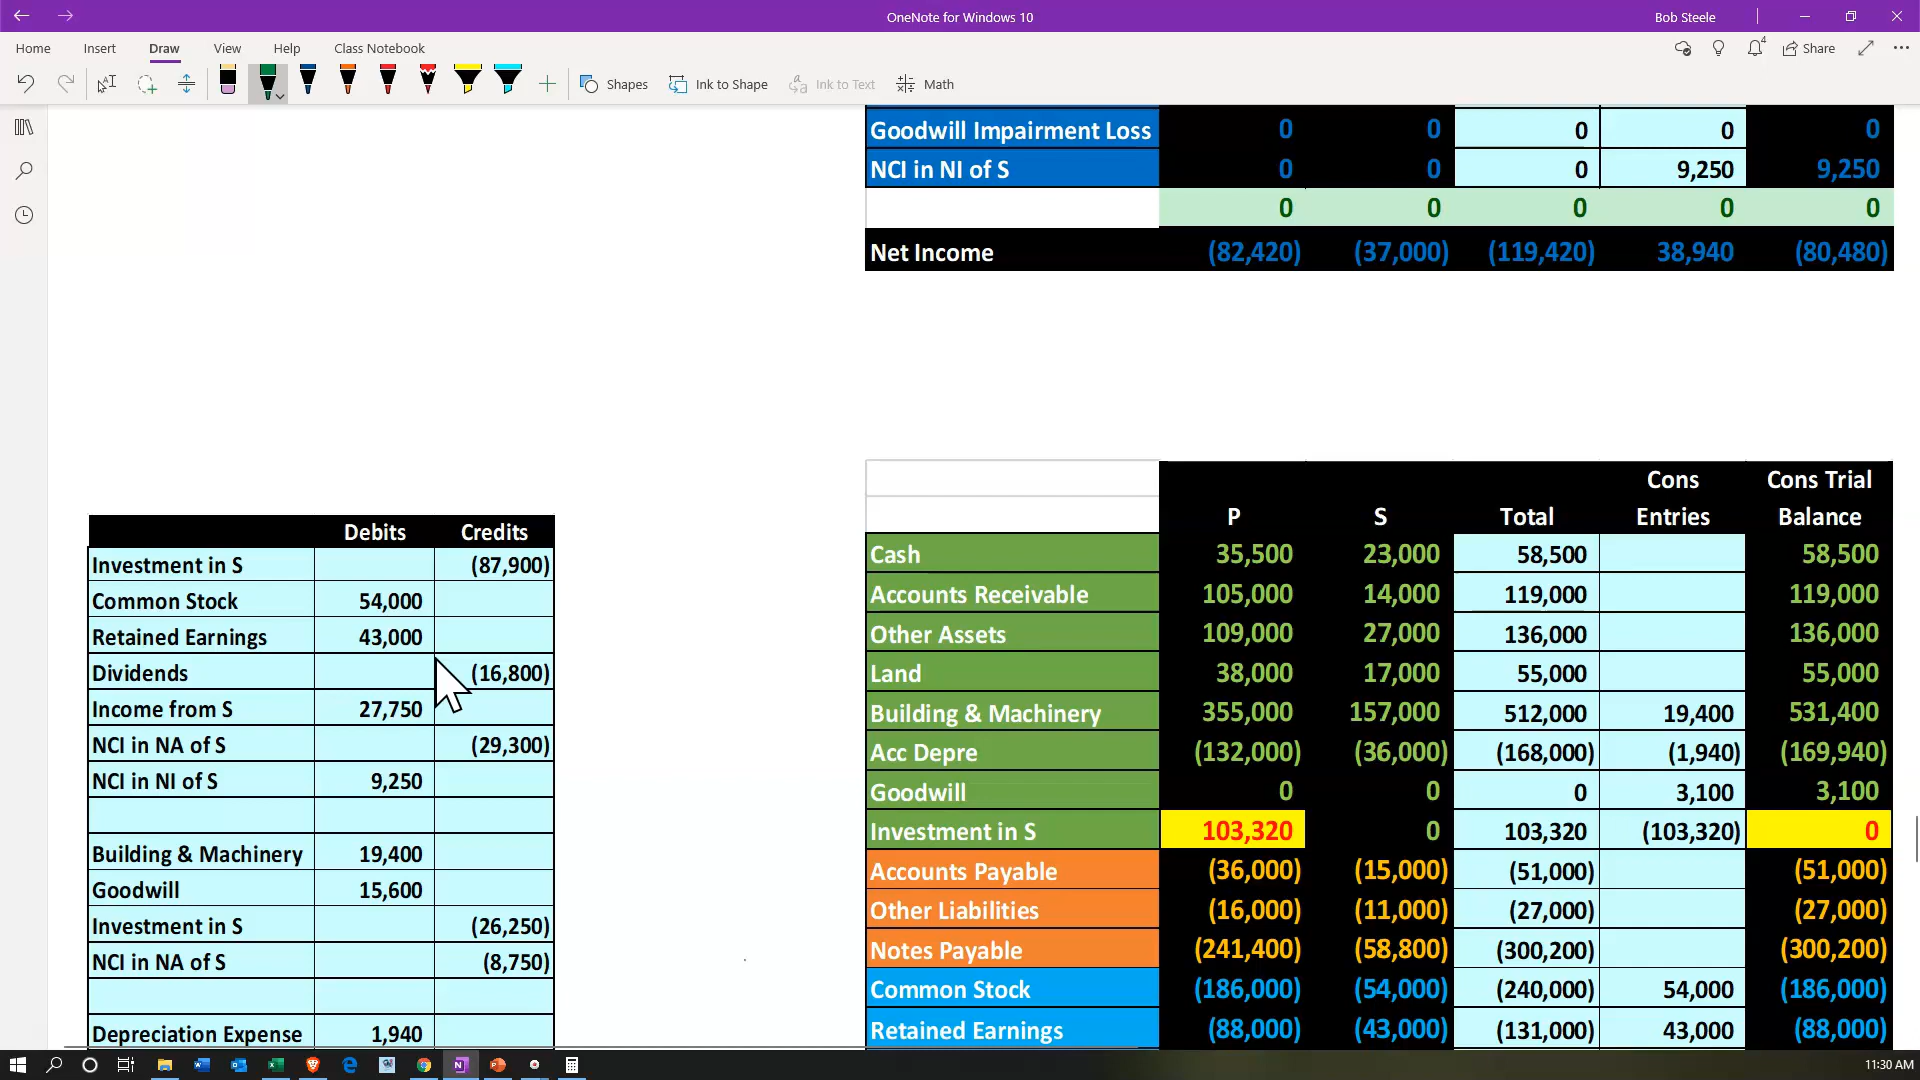 OneNote for Windows 10
Bob Steele
Home Insert Draw View Help Class Notebook
4 Share
Shapes Ink to Shape Ink to Text Math
Goodwill Impairment Loss 0 0 0 0 0
NCI in NI of S 0 0 0 9,250 9,250
0 0 0 0 0
Net Income (82,420) (37,000) (119,420) 38,940 (80,480)
Debits Credits
Investment in S (87,900)
Common Stock 54,000
Retained Earnings 43,000
Dividends (16,800)
Income from S 27,750
NCI in NA of S (29,300)
NCI in NI of S 9,250
Building & Machinery 19,400
Goodwill 15,600
Investment in S (26,250)
NCI in NA of S (8,750)
Depreciation Expense 1,940
Cons Cons Trial
P S Total Entries Balance
Cash 35,500 23,000 58,500 58,500
Accounts Receivable 105,000 14,000 119,000 119,000
Other Assets 109,000 27,000 136,000 136,000
Land 38,000 17,000 55,000 55,000
Building & Machinery 355,000 157,000 512,000 19,400 531,400
Acc Depre (132,000) (36,000) (168,000) (1,940) (169,940)
Goodwill 0 0 0 3,100 3,100
Investment in S 103,320 0 103,320 (103,320) 0
Accounts Payable (36,000) (15,000) (51,000) (51,000)
Other Liabilities (16,000) (11,000) (27,000) (27,000)
Notes Payable (241,400) (58,800) (300,200) (300,200)
Common Stock (186,000) (54,000) (240,000) 54,000 (186,000)
Retained Earnings (88,000) (43,000) (131,000) 43,000 (88,000)
11:30 AM